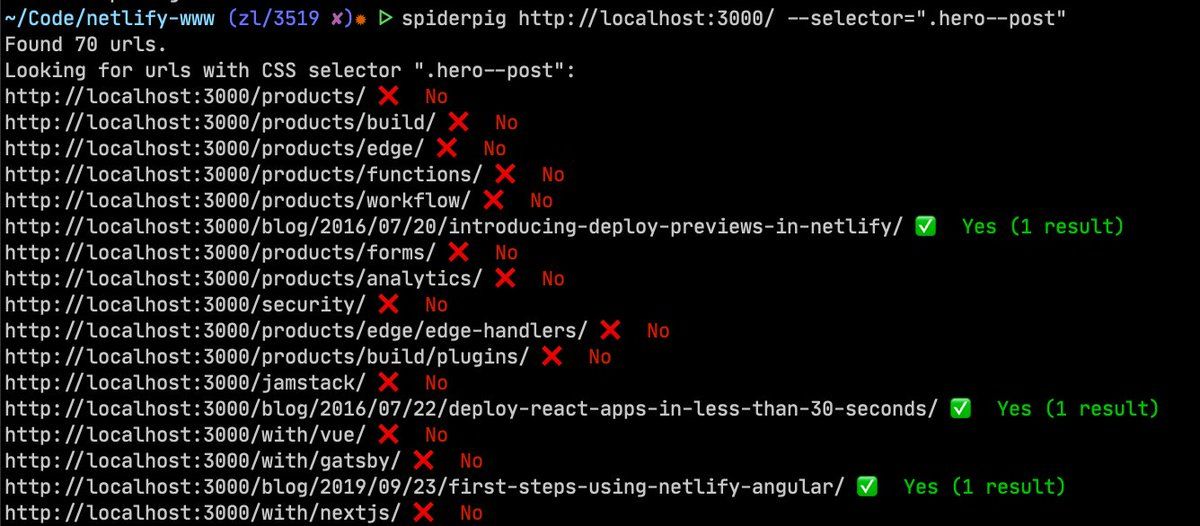 ~/Code/netlify-www (zl/3519 ✘)✹ ▷ spiderpig http://localhost:3000/ --selector=".hero--post"
Found 70 urls.
Looking for urls with CSS selector ".hero--post":
http://localhost:3000/products/ ❌ No
http://localhost:3000/products/build/ ❌ No
http://localhost:3000/products/edge/ ❌ No
http://localhost:3000/products/functions/ ❌ No
http://localhost:3000/products/workflow/ ❌ No
http://localhost:3000/blog/2016/07/20/introducing-deploy-previews-in-netlify/ ✅ Yes (1 result)
http://localhost:3000/products/forms/ ❌ No
http://localhost:3000/products/analytics/ ❌ No
http://localhost:3000/security/ ❌ No
http://localhost:3000/products/edge/edge-handlers/ ❌ No
http://localhost:3000/products/build/plugins/ ❌ No
http://localhost:3000/jamstack/ ❌ No
http://localhost:3000/blog/2016/07/22/deploy-react-apps-in-less-than-30-seconds/ ✅ Yes (1 result)
http://localhost:3000/with/vue/ ❌ No
http://localhost:3000/with/gatsby/ ❌ No
http://localhost:3000/blog/2019/09/23/first-steps-using-netlify-angular/ ✅ Yes (1 result)
http://localhost:3000/with/nextjs/ ❌ No